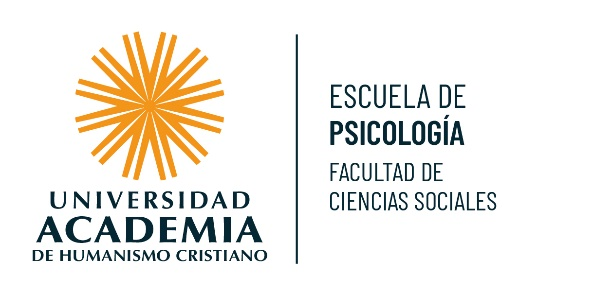 UNIVERSIDAD
ACADEMIA
DE HUMANISMO CRISTIANO
ESCUELA DE
PSICOLOGÍA
FACULTAD DE
CIENCIAS SOCIALES